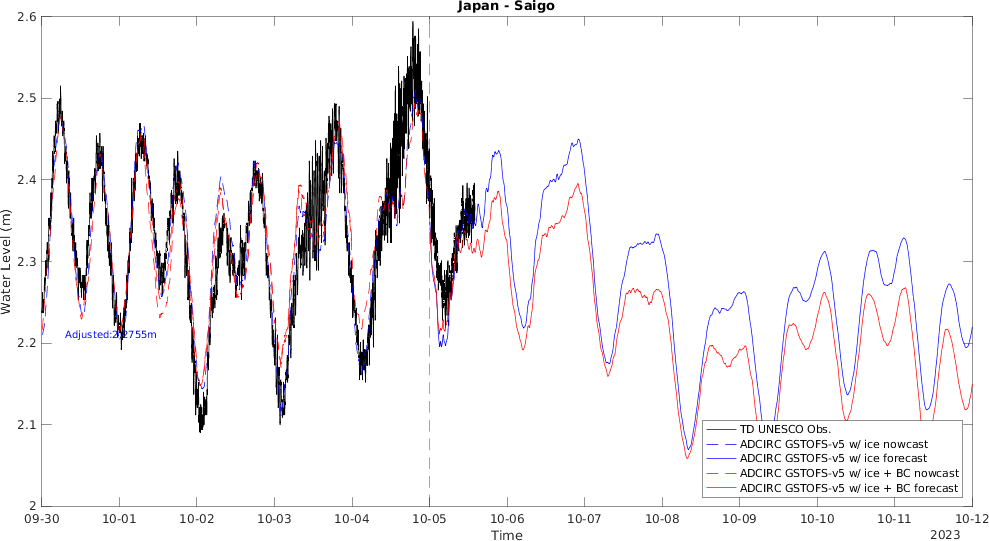 Japan - Saigo
2.6
2.5
2.4
2.3
2.2
2.1
2
Water Level (m)
Adjusted:2.2755m
TD UNESCO Obs.
ADCIRC GSTOFS-v5 w/ ice nowcast
ADCIRC GSTOFS-v5 w/ ice forecast
ADCIRC GSTOFS-v5 w/ ice + BC nowcast
ADCIRC GSTOFS-v5 w/ ice + BC forecast
09-30 10-01 10-02 10-03 10-04 10-05 10-06 10-07 10-08 10-09 10-10 10-11 10-12
Time
2023